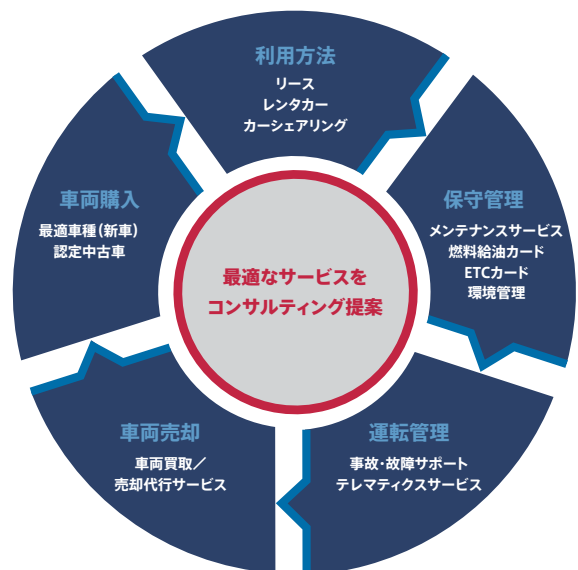 利用方法
リース
レンタカー
カーシェアリング
保守管理
メンテナンスサービス
燃料給油カード
ETCカード
環境管理
運転管理
事故・故障サポート
テレマティクスサービス
車両売却
車両買取／
売却代行サービス
車両購入
最適車種（新車）
認定中古車
最適なサービスを
コンサルティング提案